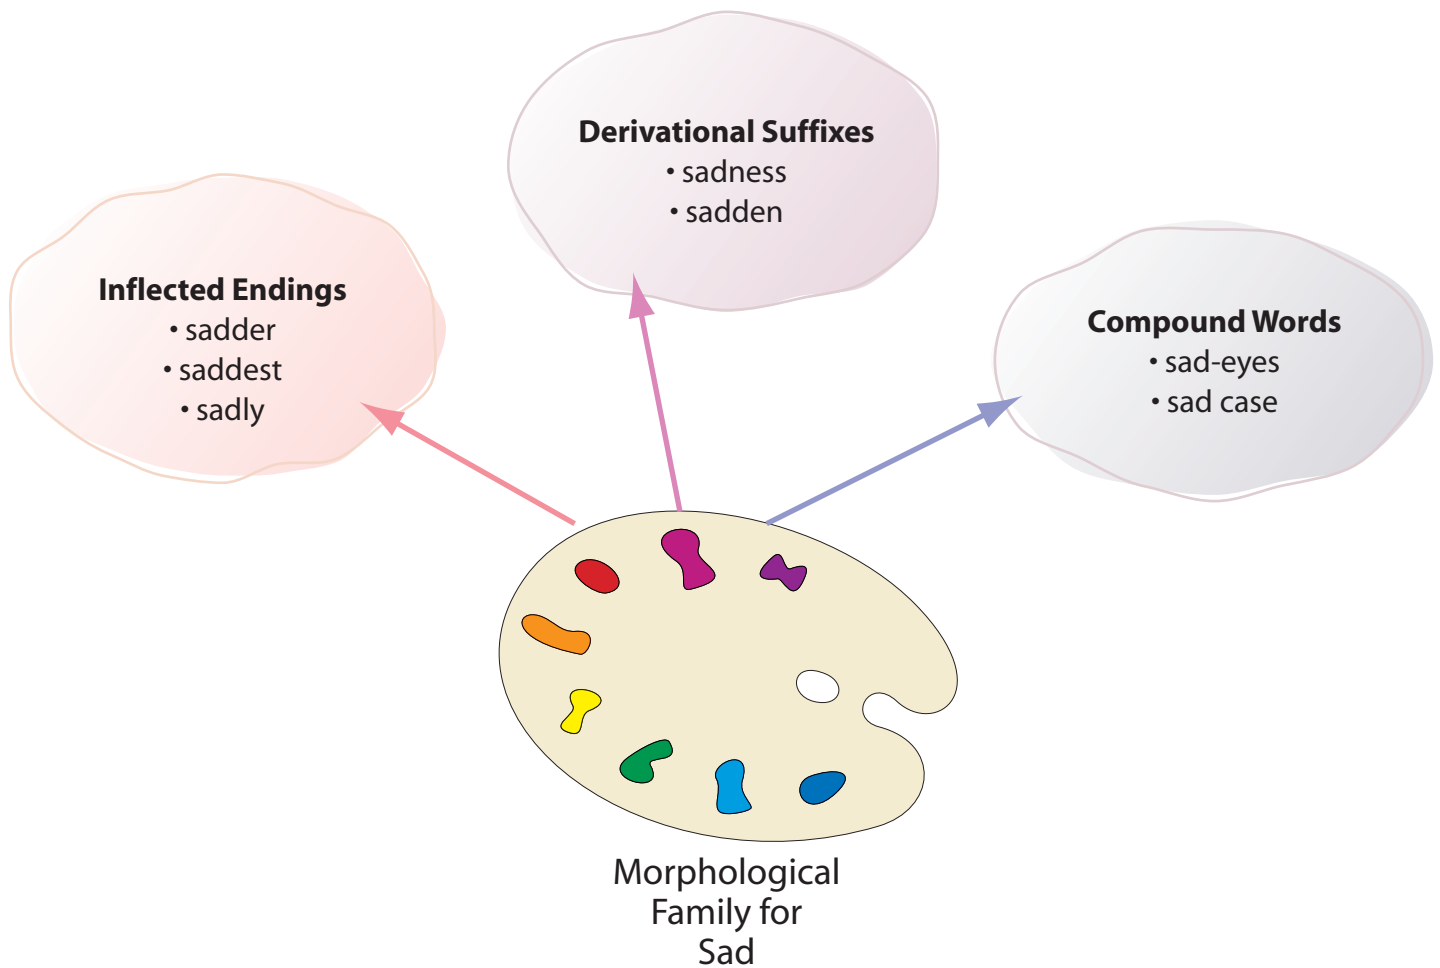 Derivational Suffixes
• sadness
• sadden
Inflected Endings
• sadder
• saddest
• sadly
Compound Words
• sad-eyes
• sad case
Morphological
Family for
Sad